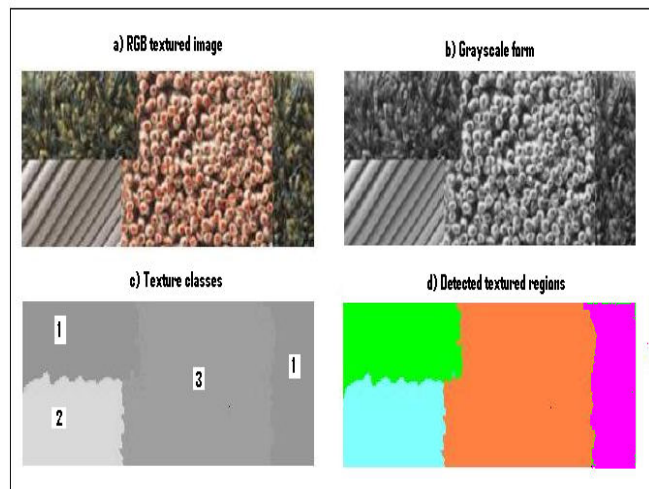 a) RGB textured image
b) Grayscale form
c) Texture classes
d) Detected textured regions
1
3
1
2